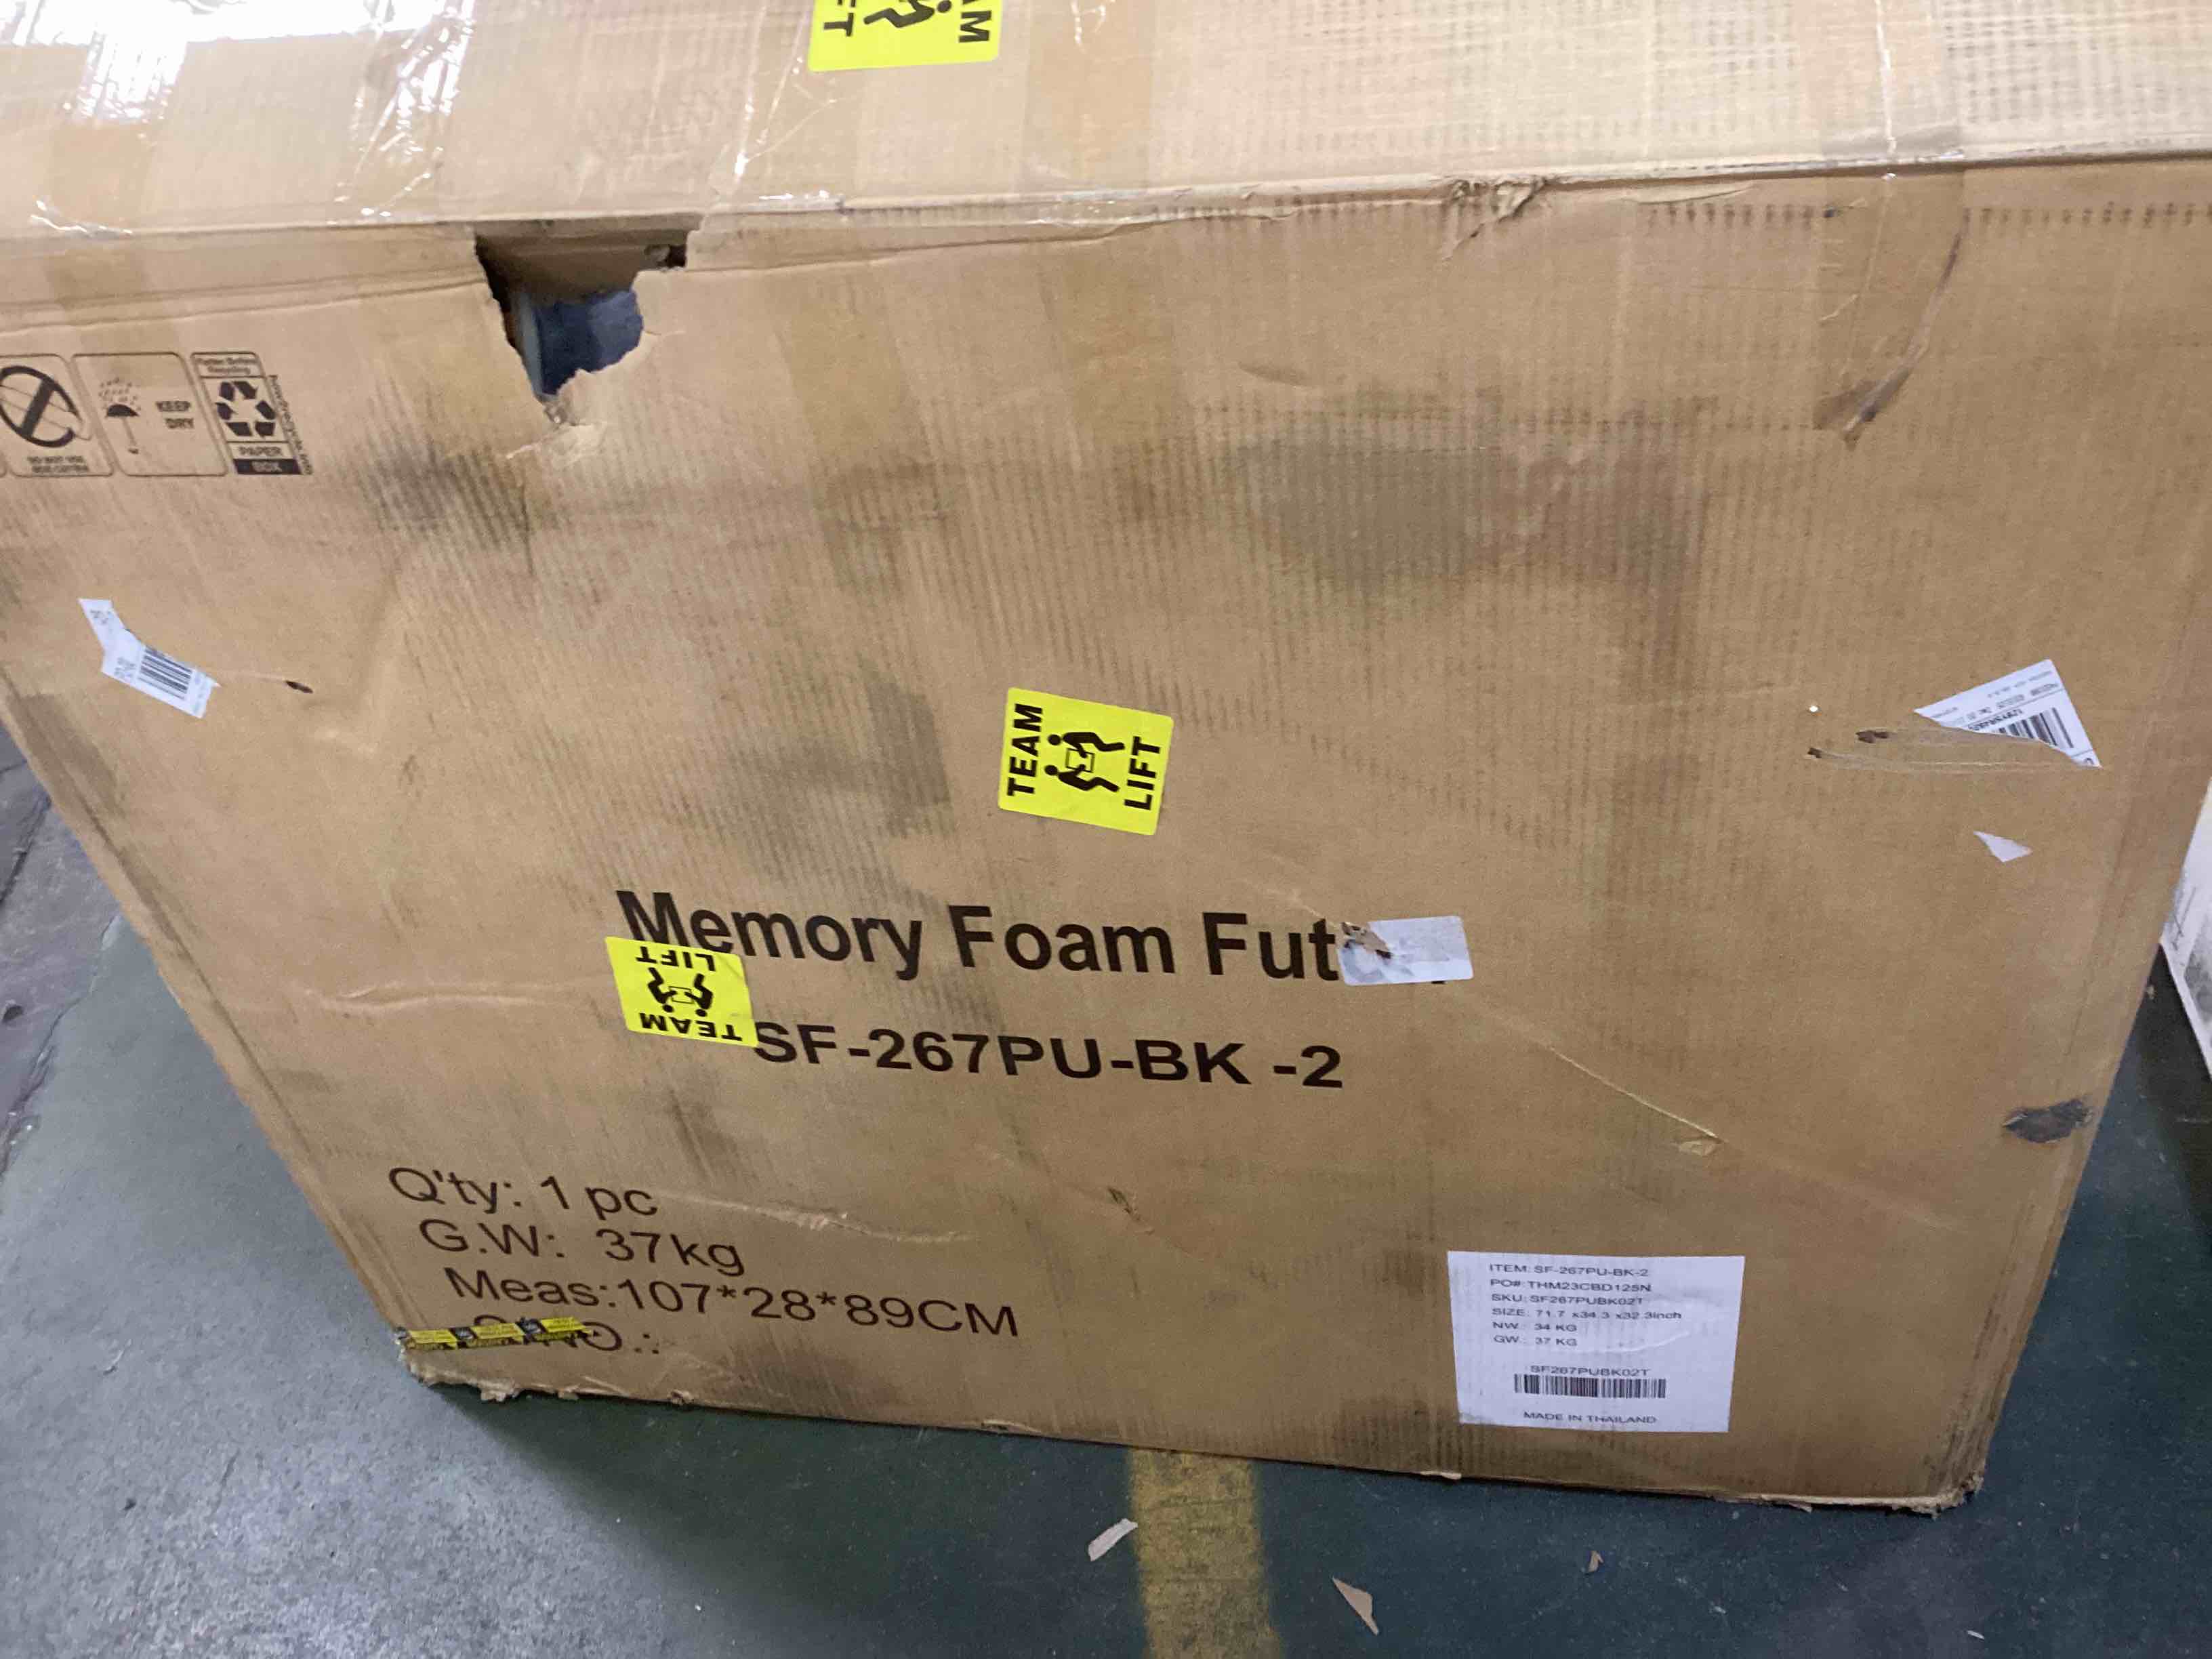 KEEP
DRY
PAPER
BOX
TEAM
LIFT
Memory Foam Fut
TEAM
LIFT
SF-267PU-BK -2
Q'ty: 1 pc
G.W: 37kg
Meas:107*28*89CM
ITEM: SF-267PU-BK-2
PO#: THM23CBD125N
SKU: SF267PUBK02T
SIZE: 71.7 x34.3 x32.3inch
NW: 34 KG
GW: 37 KG
SF267PUBK02T
MADE IN THAILAND